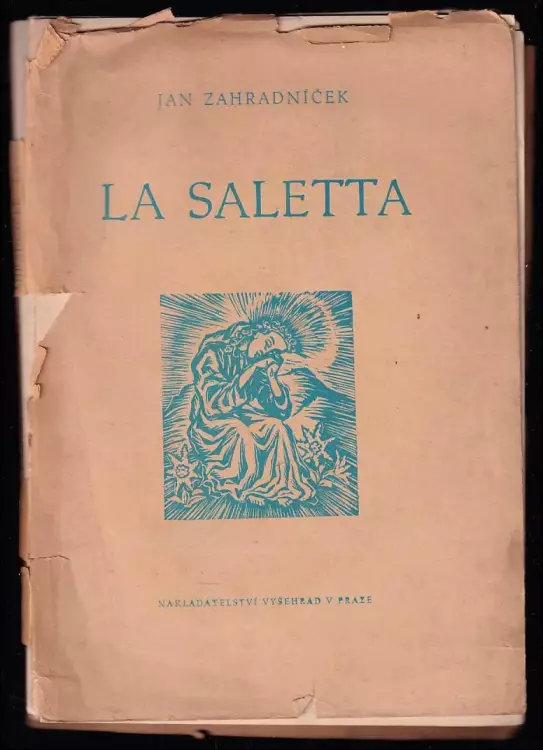 JAN ZAHRADNÍČEK
LA SALETTA
NAKLADATELSTVÍ VYŠEHRAD V PRAZE